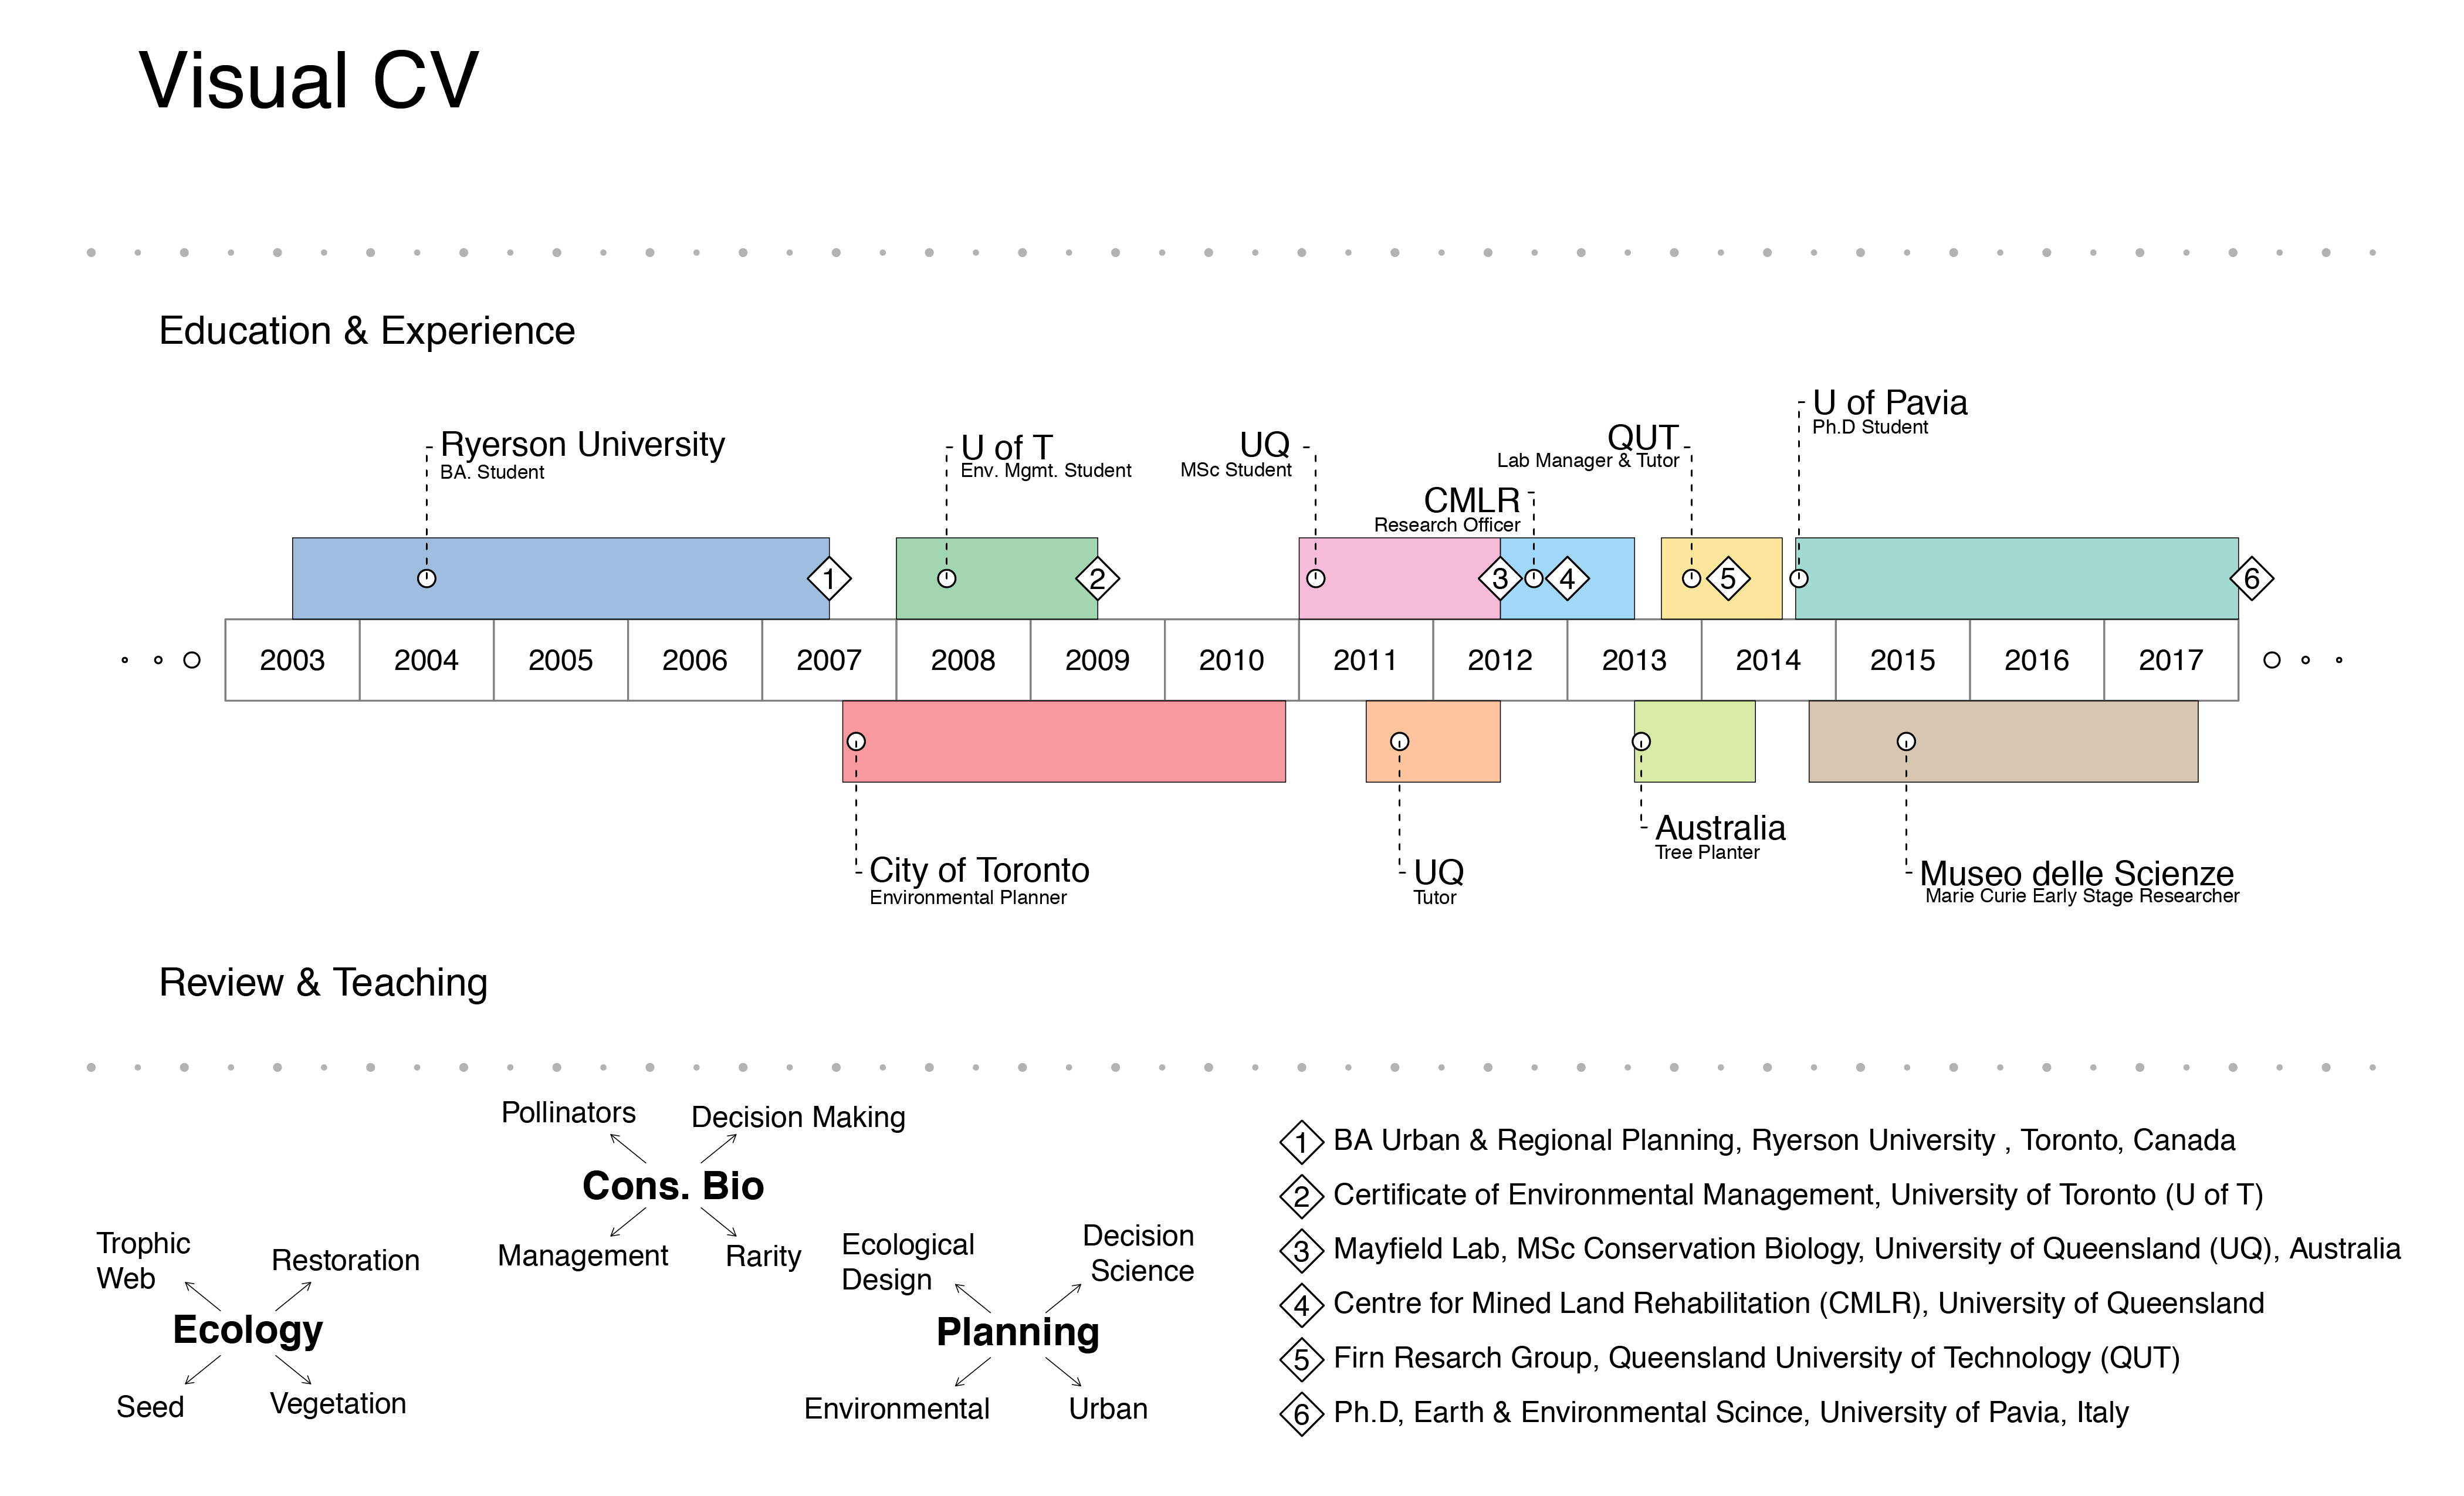 Visual CV
Education & Experience
U of Pavia
Ph.D Student
Ryerson University
BA. Student
U of T
Env. Mgmt. Student
UQ
MSc Student
QUT
Lab Manager & Tutor
CMLR
Research Officer
1
2
3
4
5
6
2003
2004
2005
2006
2007
2008
2009
2010
2011
2012
2013
2014
2015
2016
2017
City of Toronto
Environmental Planner
UQ
Tutor
Australia
Tree Planter
Museo delle Scienze
Marie Curie Early Stage Researcher
Review & Teaching
Pollinators
Decision Making
Cons. Bio
Management
Rarity
Trophic
Web
Restoration
Ecology
Seed
Vegetation
Ecological
Design
Decision
Science
Planning
Environmental
Urban
1 BA Urban & Regional Planning, Ryerson University , Toronto, Canada
2 Certificate of Environmental Management, University of Toronto (U of T)
3 Mayfield Lab, MSc Conservation Biology, University of Queensland (UQ), Australia
4 Centre for Mined Land Rehabilitation (CMLR), University of Queensland
5 Firn Resarch Group, Queensland University of Technology (QUT)
6 Ph.D, Earth & Environmental Scince, University of Pavia, Italy